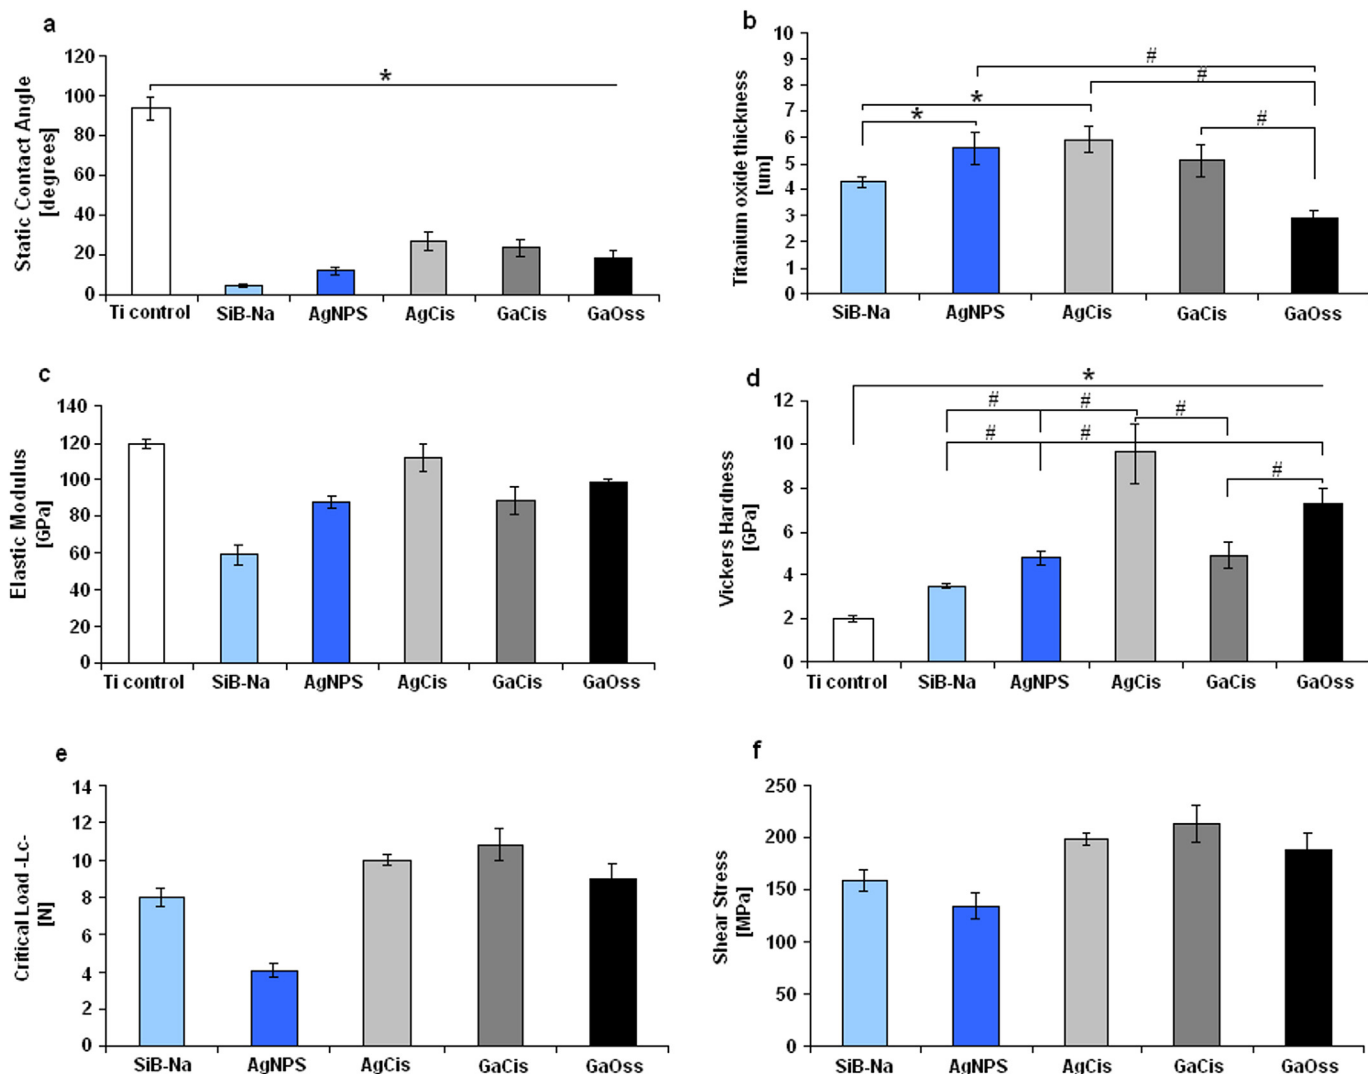 a
Static Contact Angle
[degrees]
120
100
80
60
40
20
0
*
Ti control SiB-Na AgNPS AgCis GaCis GaOss
b
Titanium oxide thickness
[um]
10
9
8
7
6
5
4
3
2
1
0
#
#
*
*
#
SiB-Na AgNPS AgCis GaCis GaOss
c
Elastic Modulus
[GPa]
140
120
100
80
60
40
20
0
Ti control SiB-Na AgNPS AgCis GaCis GaOss
d
Vickers Hardness
[GPa]
12
10
8
6
4
2
0
*
# # #
# #
#
Ti control SiB-Na AgNPS AgCis GaCis GaOss
e
Critical Load -Lc-
[N]
14
12
10
8
6
4
2
0
SiB-Na AgNPS AgCis GaCis GaOss
f
Shear Stress
[MPa]
250
200
150
100
50
0
SiB-Na AgNPS AgCis GaCis GaOss